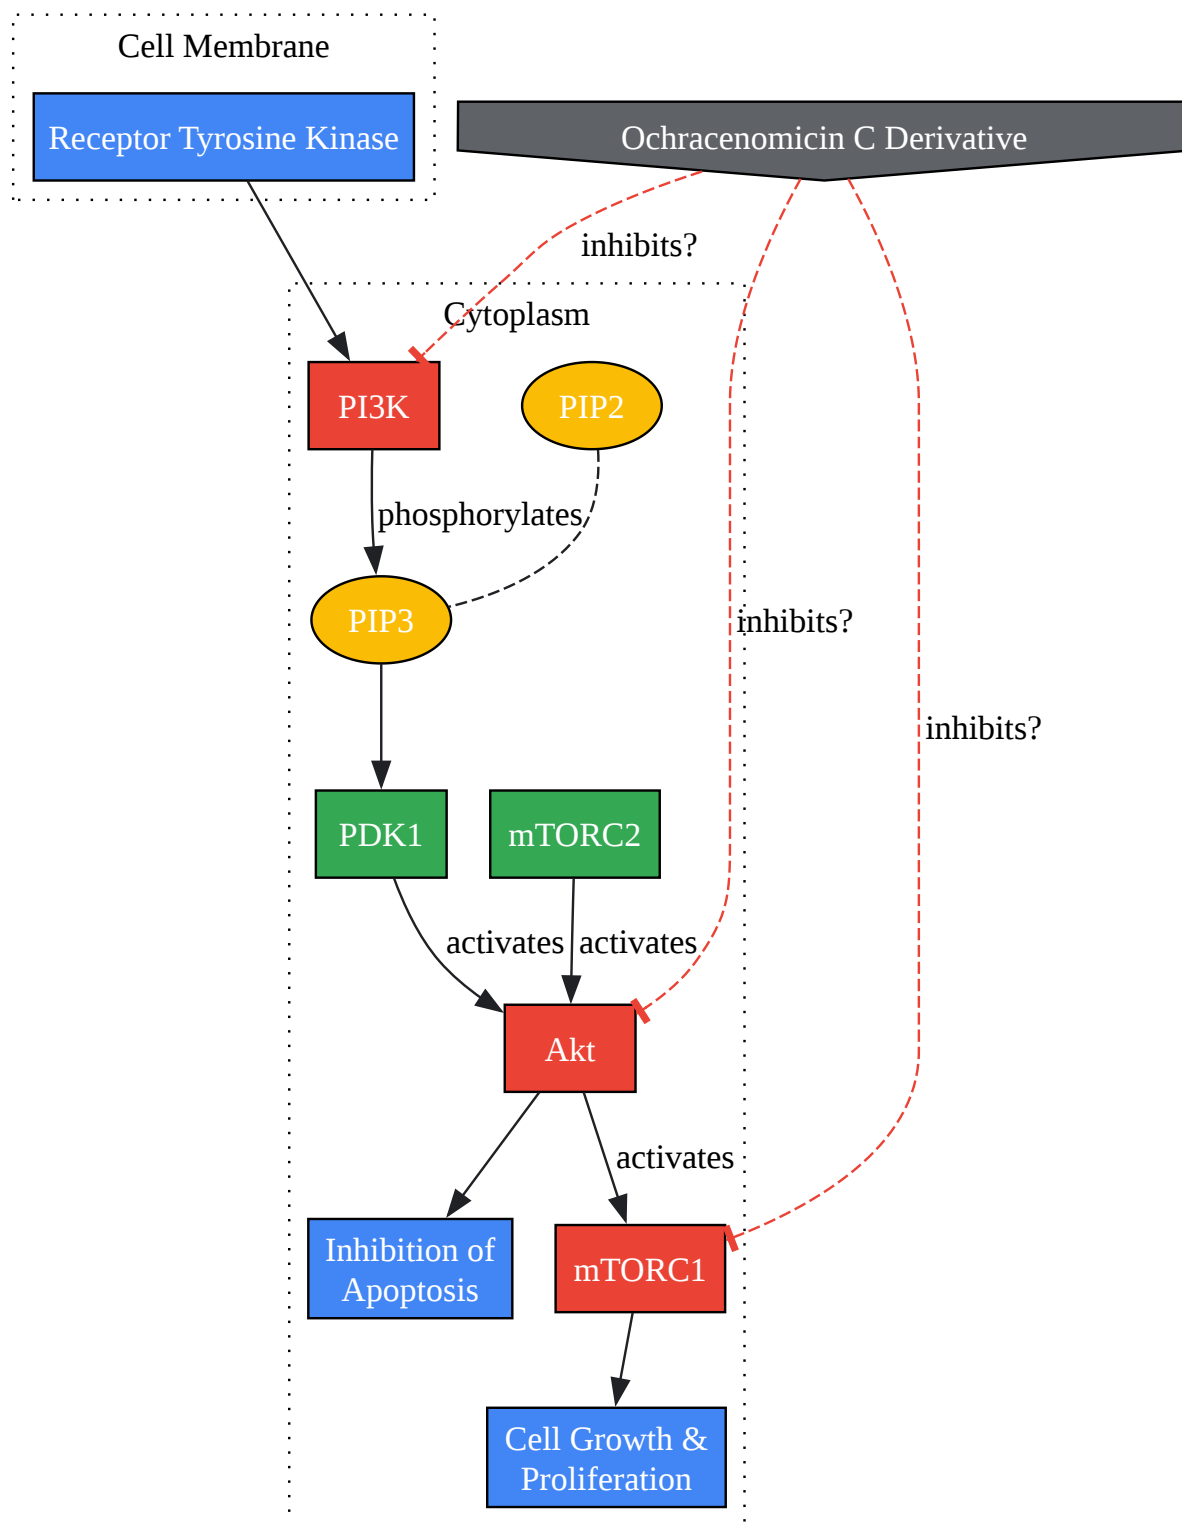 Cell Membrane
Receptor Tyrosine Kinase
Ochracenomicin C Derivative
inhibits?
Cytoplasm
PI3K
PIP2
phosphorylates
PIP3
inhibits?
inhibits?
PDK1
mTORC2
activates
activates
Akt
activates
Inhibition of
Apoptosis
mTORC1
Cell Growth &
Proliferation